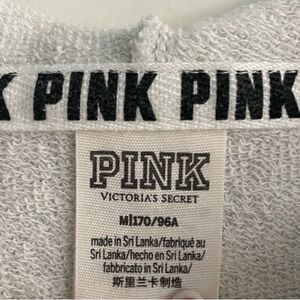 K PINK PINK
PINK
VICTORIA'S SECRET
M|170/96A
made in Sri Lanka/fabriqué au
Sri Lanka/hecho en Sri Lanka/
fabbricato in Sri Lanka/
斯里兰卡制造